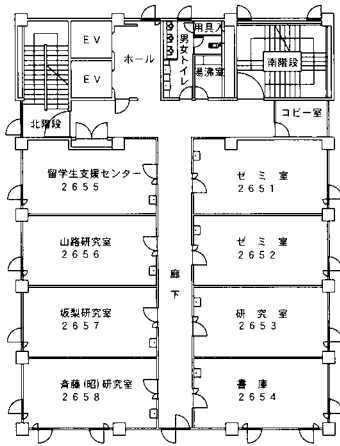 EV
EV
ホール
男女トイレ
用具入
湯沸室
南階段
北階段
コピー室
留学生支援センター
2655
ゼミ室
2651
山路研究室
2656
ゼミ室
2652
廊下
坂梨研究室
2657
研究室
2653
斉藤(昭)研究室
2658
書庫
2654